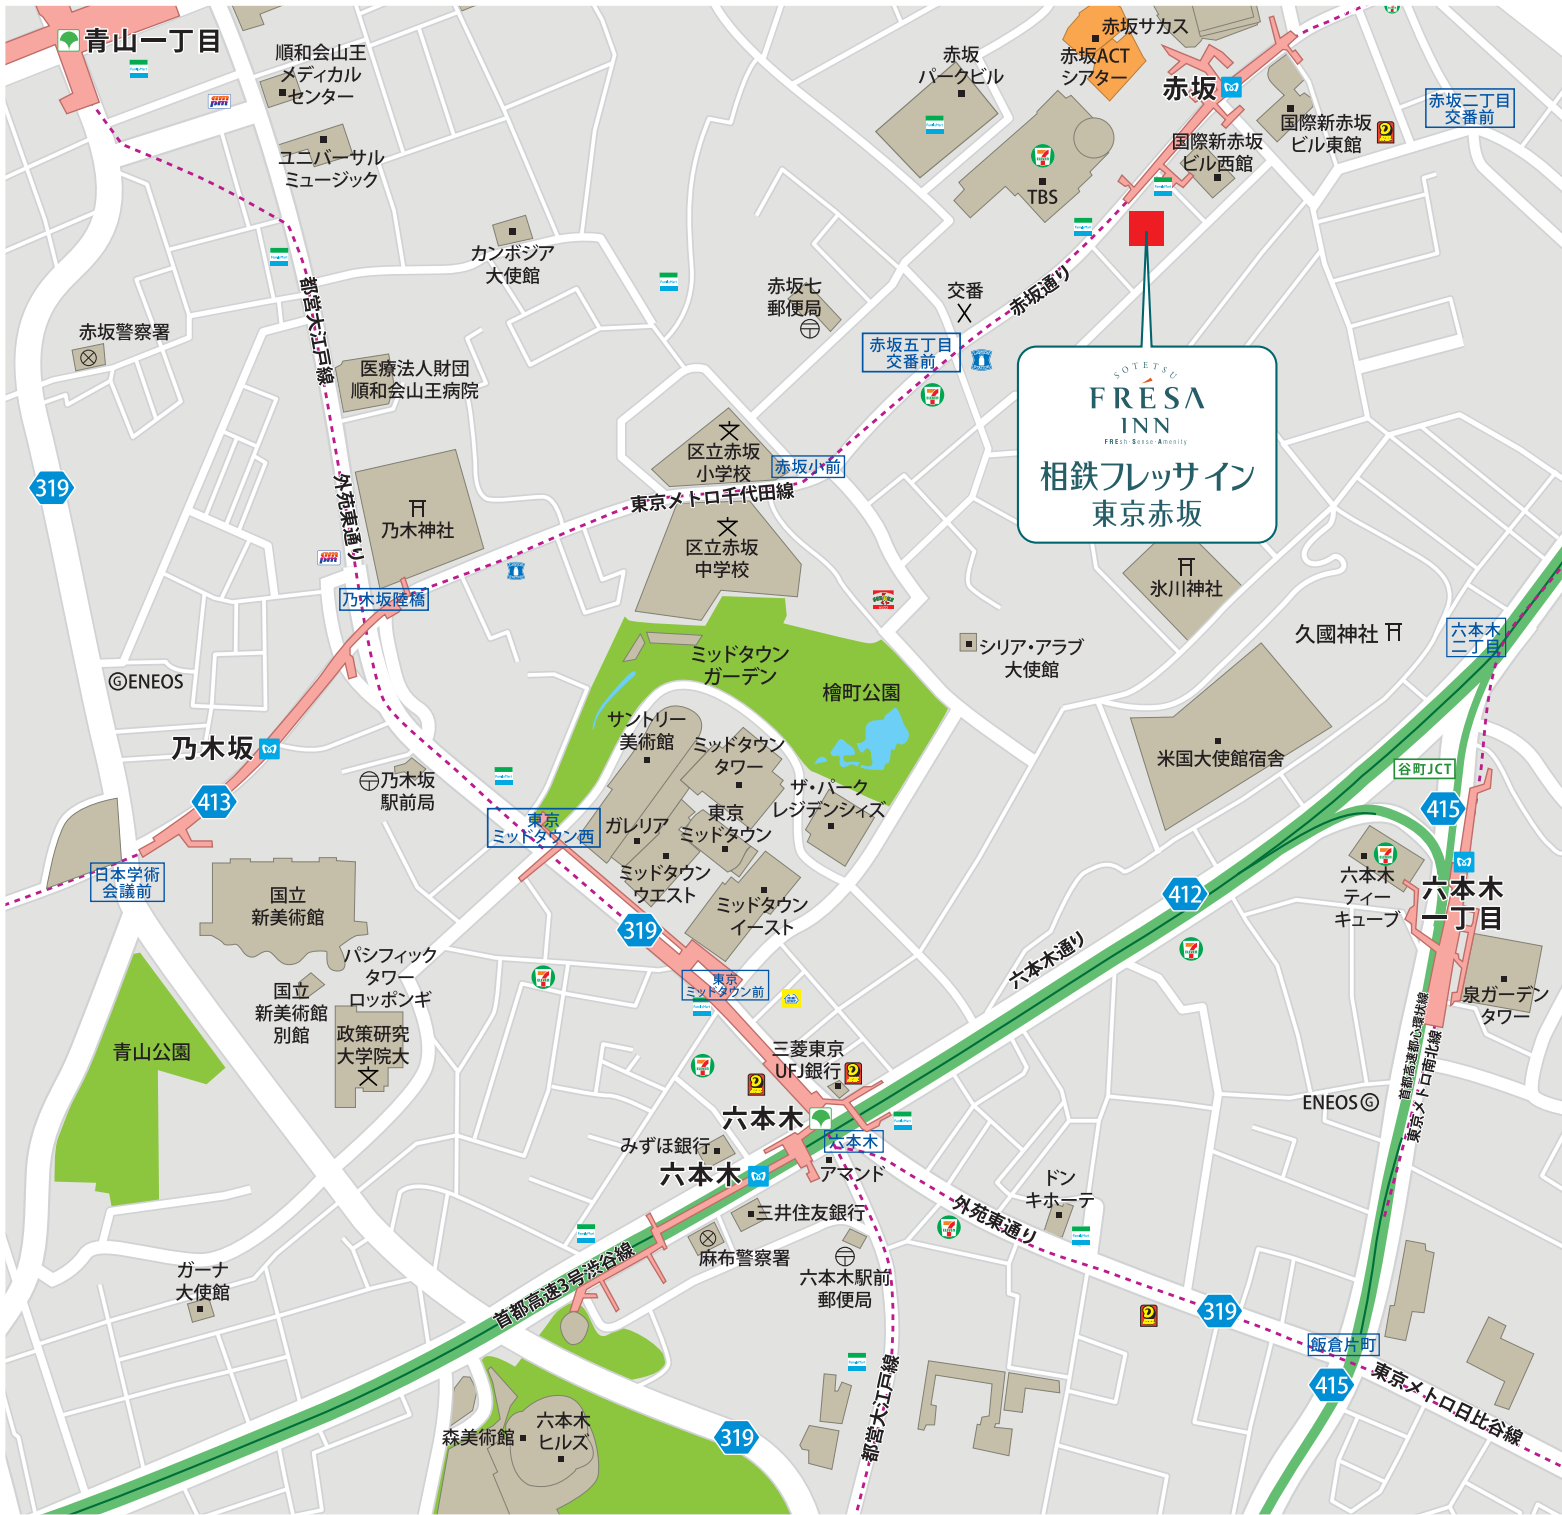 青山一丁目
順和会山王
メディカル
センター
赤坂
パークビル
赤坂サカス
赤坂ACT
シアター
赤坂
赤坂二丁目
交番前
国際新赤坂
ビル東館
国際新赤坂
ビル西館
ユニバーサル
ミュージック
TBS
カンボジア
大使館
都営大江戸線
赤坂七
郵便局
交番
赤坂通り
赤坂警察署
赤坂五丁目
交番前
医療法人財団
順和会山王病院
SOTETSU
FRÉSA
INN
FREsh·Sense·Amenity
相鉄フレッサイン
東京赤坂
区立赤坂
小学校
赤坂小前
319
外苑東通り
東京メトロ千代田線
乃木神社
区立赤坂
中学校
乃木坂陸橋
氷川神社
久國神社
六本木
二丁目
シリア・アラブ
大使館
ミッドタウン
ガーデン
檜町公園
ENEOS
サントリー
美術館
ミッドタウン
タワー
乃木坂
乃木坂
駅前局
米国大使館宿舎
谷町JCT
413
415
ザ・パーク
レジデンシィズ
東京
ミッドタウン西
ガレリア
東京
ミッドタウン
日本学術
会議前
ミッドタウン
ウエスト
ミッドタウン
イースト
六本木
ティー
キューブ
六本木
一丁目
412
国立
新美術館
319
パシフィック
タワー
ロッポンギ
東京
ミッドタウン前
六本木通り
国立
新美術館
別館
泉ガーデン
タワー
政策研究
大学院大
青山公園
三菱東京
UFJ銀行
首都高速都心環状線
東京メトロ南北線
ENEOS
六本木
六本木
みずほ銀行
六本木
アマンド
ドン
キホーテ
外苑東通り
三井住友銀行
麻布警察署
六本木駅前
郵便局
ガーナ
大使館
首都高速3号渋谷線
319
飯倉片町
415
東京メトロ日比谷線
都営大江戸線
六本木
ヒルズ
森美術館
319